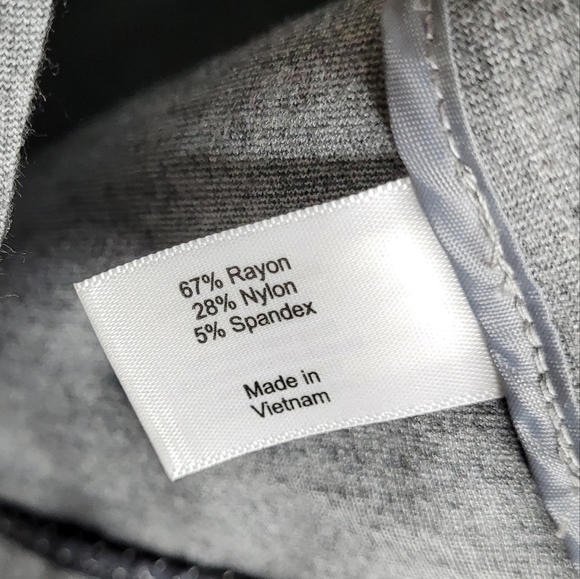 67% Rayon
28% Nylon
5% Spandex
Made in
Vietnam